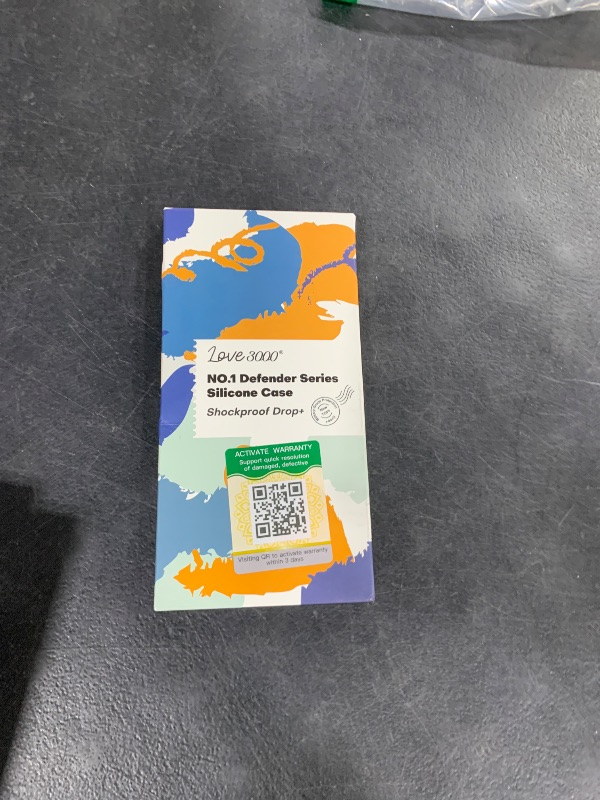 Love 3000®
NO.1 Defender Series
Silicone Case
Shockproof Drop+
ACTIVATE WARRANTY
Support quick resolution
of damaged, defective
Visiting QR to activate warranty
within 3 days